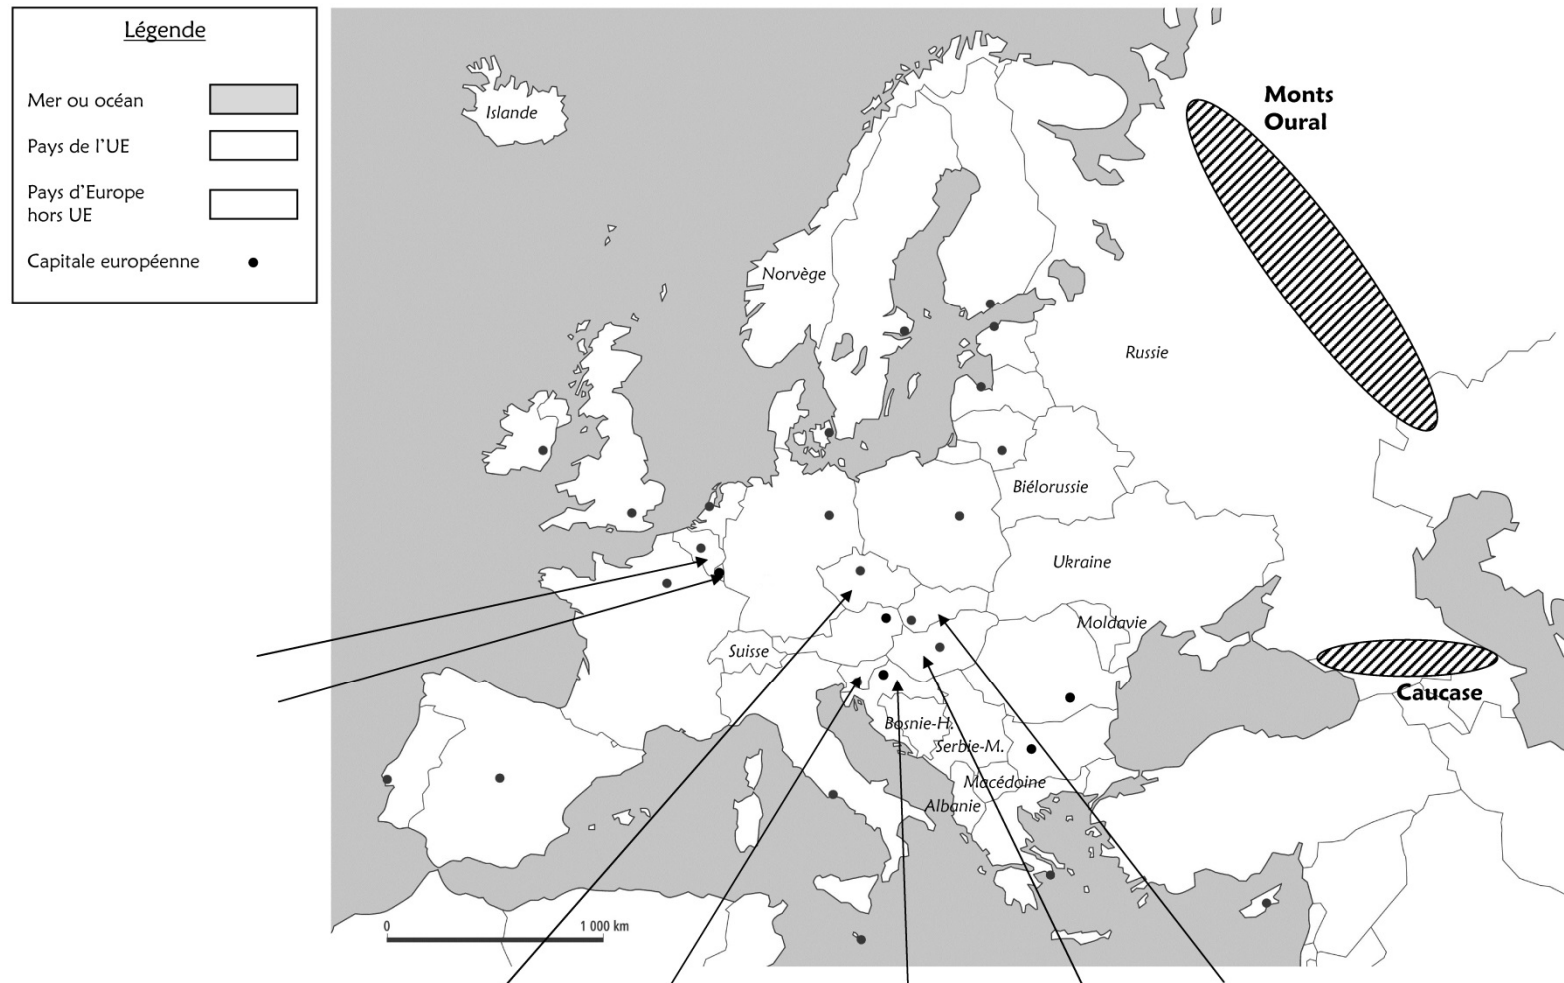 Légende
Mer ou océan
Pays de l'UE
Pays d'Europe
hors UE
Capitale européenne
Islande
Monts
Oural
Norvège
Russie
Biélorussie
Ukraine
Moldavie
Suisse
Caucase
Bosnie-H.
Serbie-M.
Macédoine
Albanie
0
1 000 km